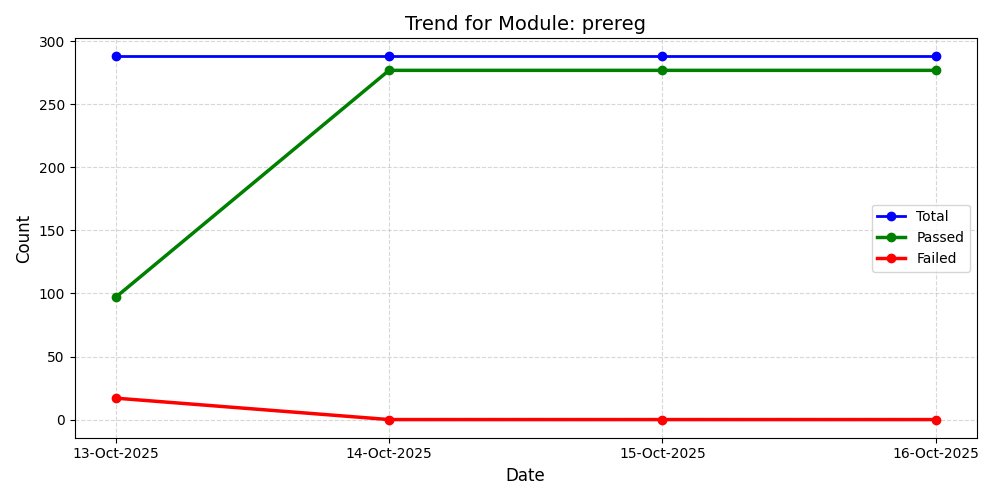 Trend for Module: prereg
300
250
200
150
100
50
0
Count
Total
Passed
Failed
13-Oct-2025
14-Oct-2025
15-Oct-2025
16-Oct-2025
Date